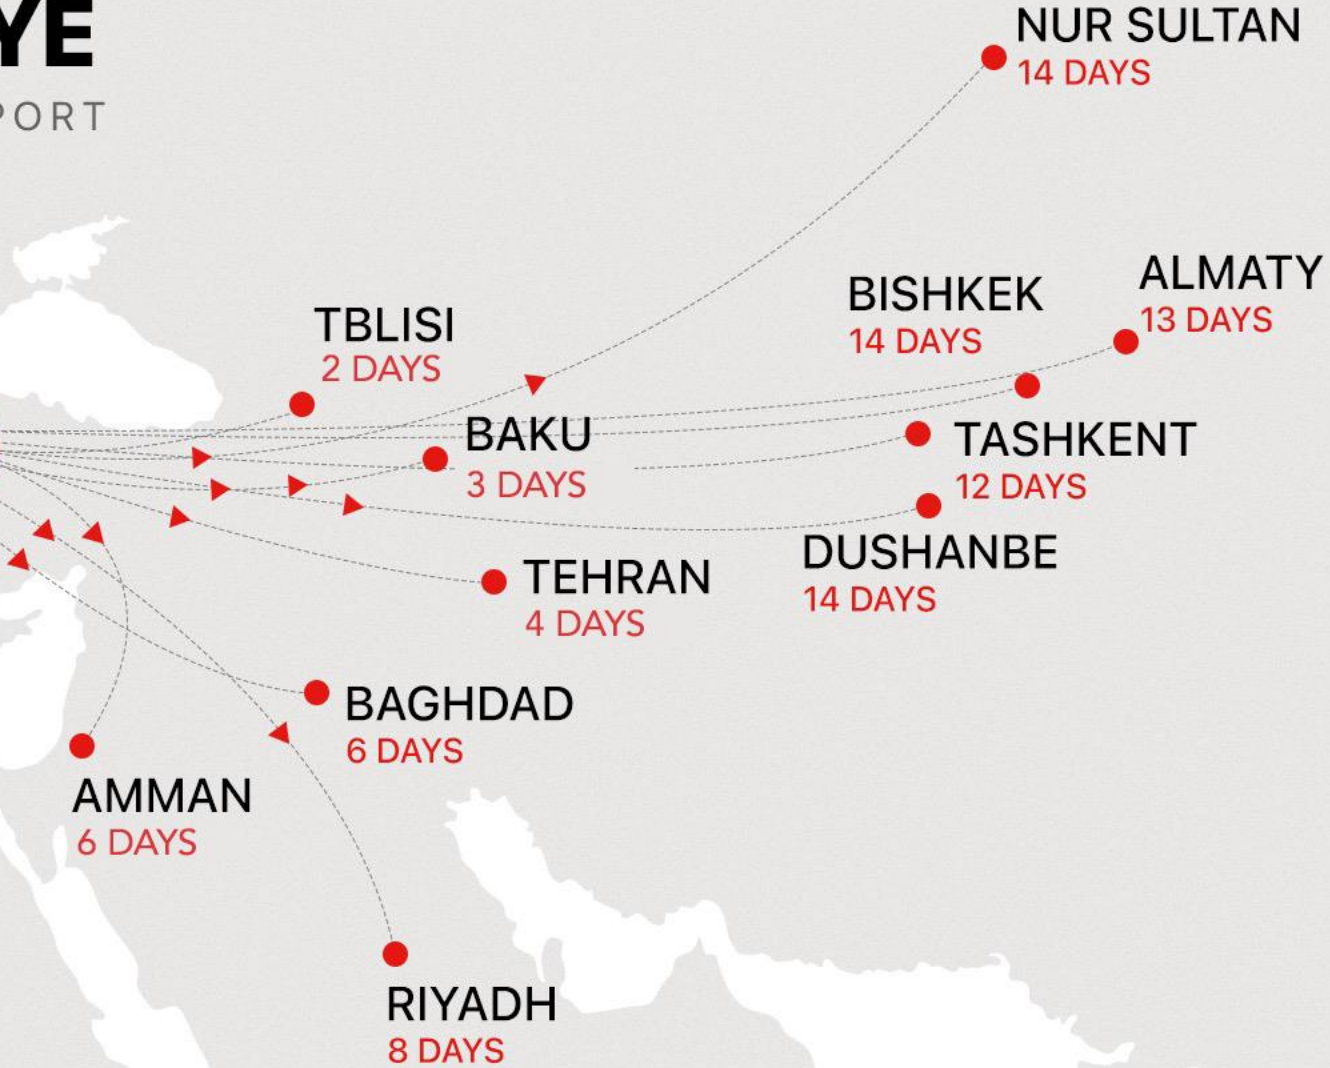 YE
PORT
NUR SULTAN
14 DAYS
ALMATY
13 DAYS
BISHKEK
14 DAYS
TBLISI
2 DAYS
BAKU
3 DAYS
TASHKENT
12 DAYS
DUSHANBE
14 DAYS
TEHRAN
4 DAYS
BAGHDAD
6 DAYS
AMMAN
6 DAYS
RIYADH
8 DAYS